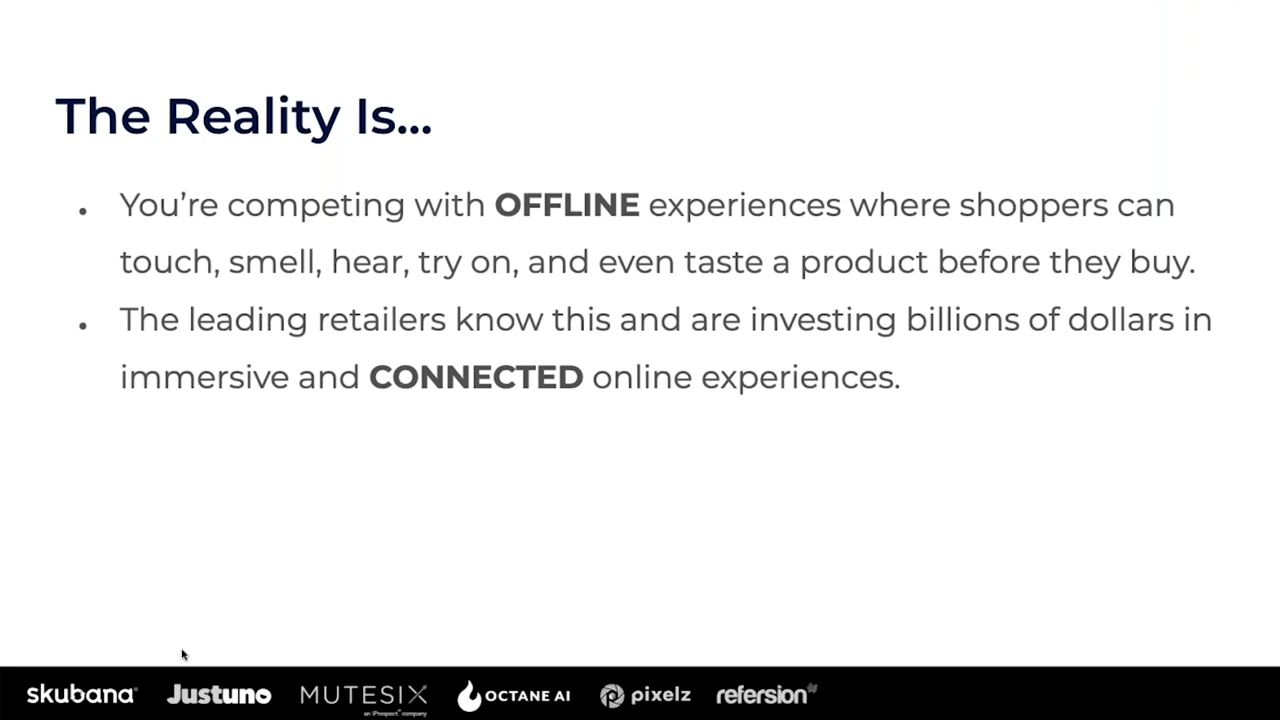 The Reality Is...
• You’re competing with OFFLINE experiences where shoppers can
touch, smell, hear, try on, and even taste a product before they buy.
• The leading retailers know this and are investing billions of dollars in
immersive and CONNECTED online experiences.
skubana Justuno MUTESIX OCTANE AI pixelz refersion
an iProspect company